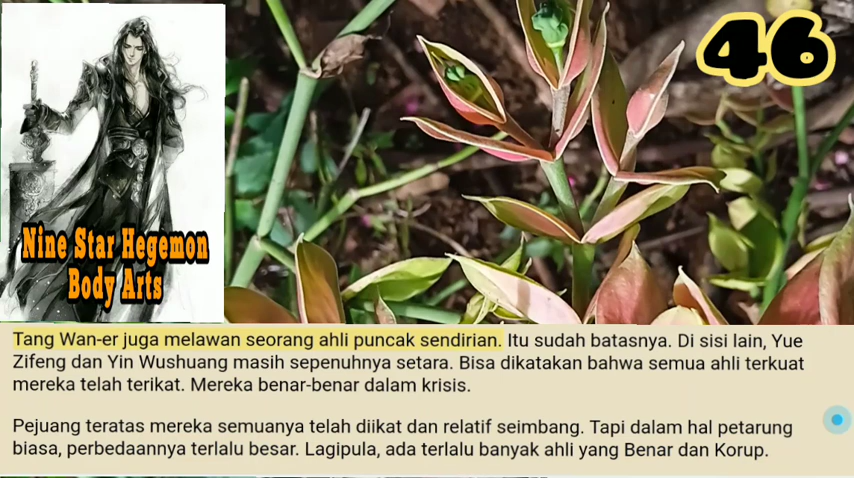 46
Nine Star Hegemon
Body Arts
Tang Wan-er juga melawan seorang ahli puncak sendirian. Itu sudah batasnya. Di sisi lain, Yue
Zifeng dan Yin Wushuang masih sepenuhnya setara. Bisa dikatakan bahwa semua ahli terkuat
mereka telah terikat. Mereka benar-benar dalam krisis.
Pejuang teratas mereka semuanya telah diikat dan relatif seimbang. Tapi dalam hal petarung
biasa, perbedaannya terlalu besar. Lagipula, ada terlalu banyak ahli yang Benar dan Korup.